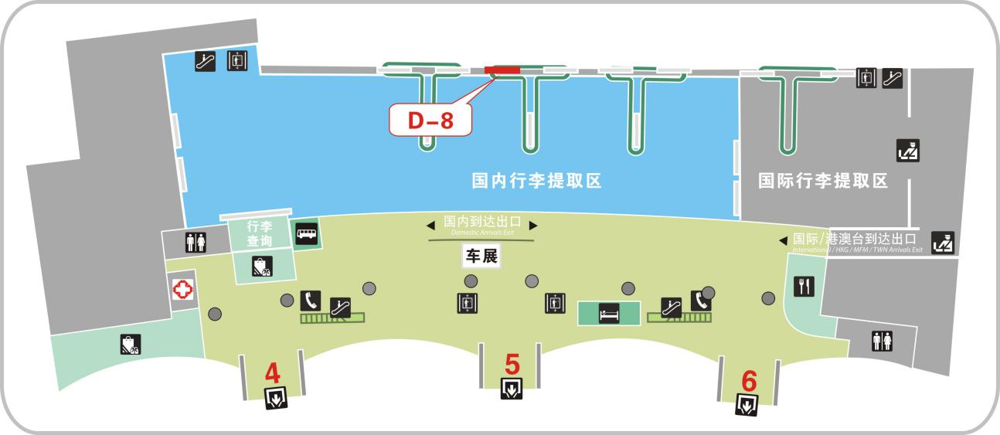 D-8
国内行李提取区
国际行李提取区
行李
查询
国内到达出口
Domestic Arrivals Exit
国际/港澳台到达出口
International / HKG / MFM / TWN Arrivals Exit
车展
4
5
6